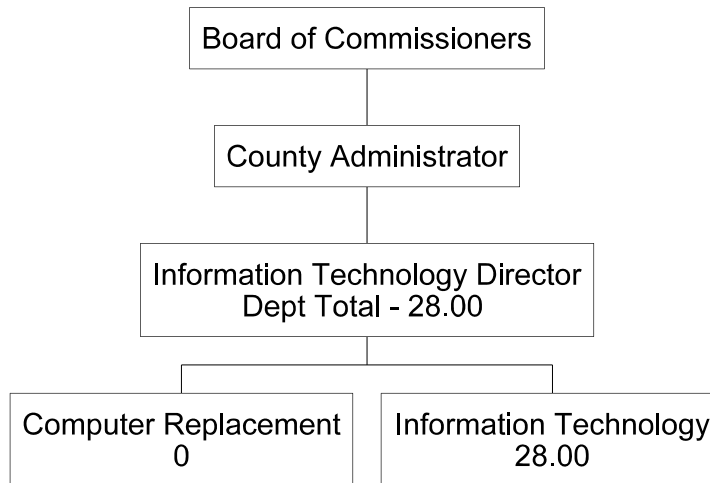 Board of Commissioners
County Administrator
Information Technology Director
Dept Total - 28.00
Computer Replacement
0
Information Technology
28.00